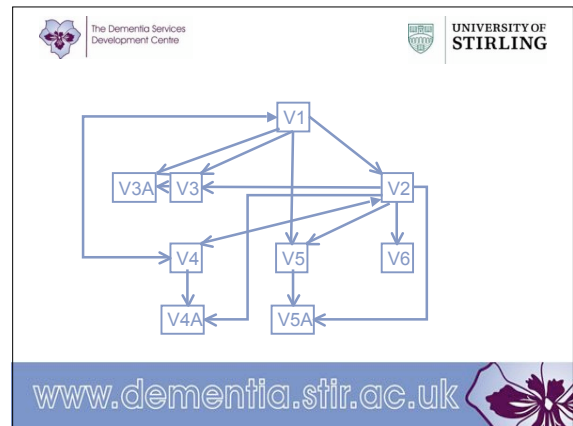 The Dementia Services
Development Centre
UNIVERSITY OF
STIRLING
V1
V3A V3 V2
V4 V5 V6
V4A V5A
www.dementia.stir.ac.uk